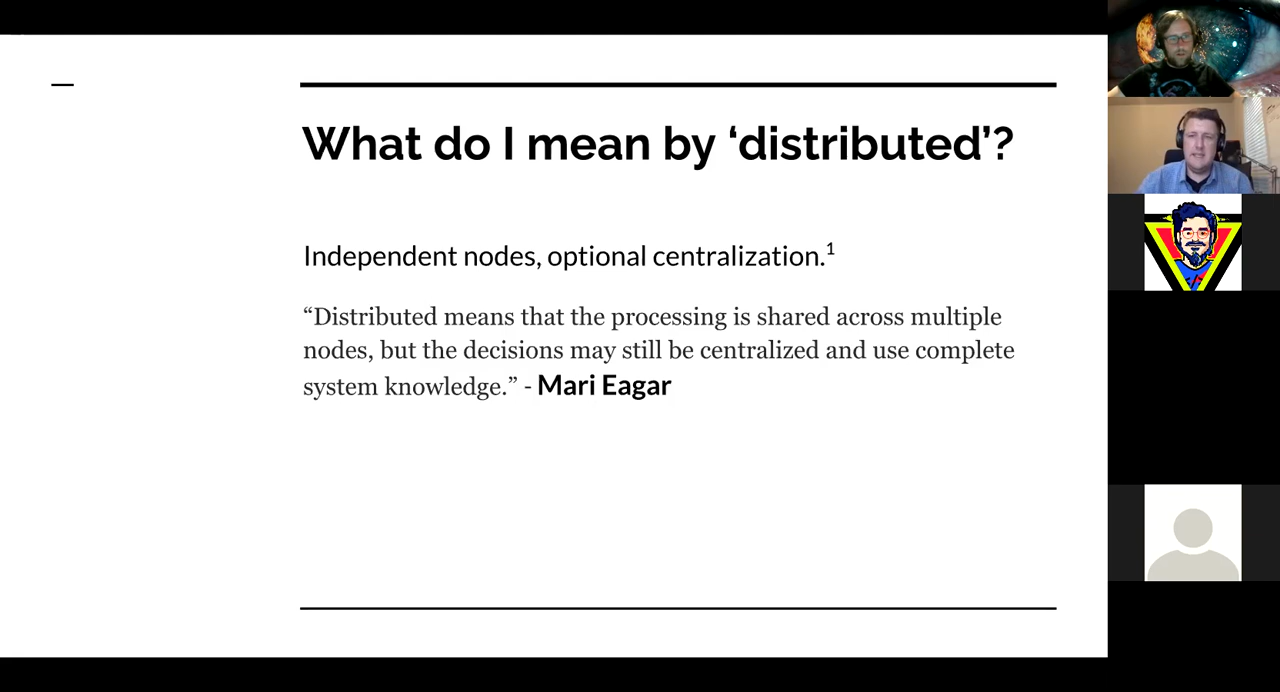 What do I mean by ‘distributed’?
Independent nodes, optional centralization.¹
“Distributed means that the processing is shared across multiple
nodes, but the decisions may still be centralized and use complete
system knowledge.” - Mari Eagar